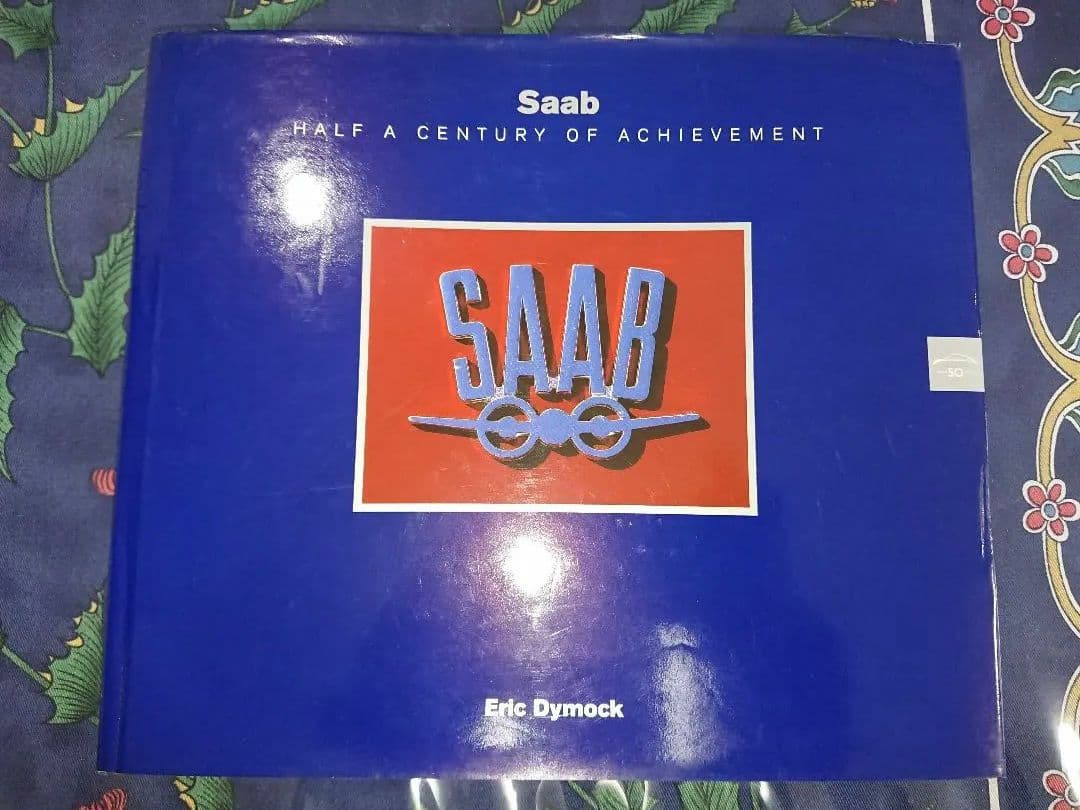 Saab
HALF A CENTURY OF ACHIEVEMENT
SAAB
50
Eric Dymock